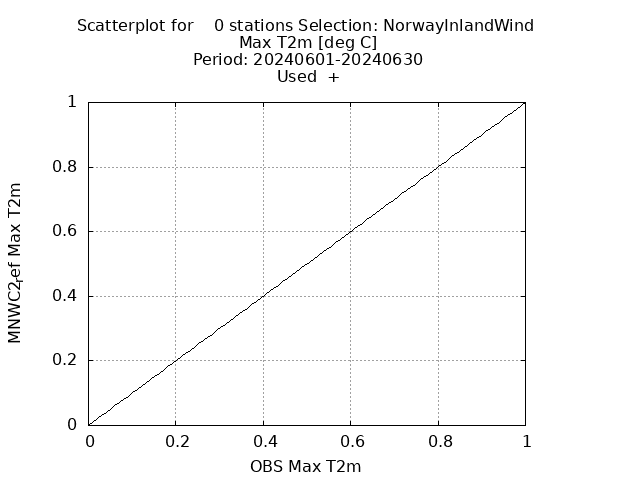 Scatterplot for    0 stations Selection: NorwayInlandWind
Max T2m [deg C]
Period: 20240601-20240630
Used  +
1
0.8
0.6
0.4
0.2
0
MNWC2ref Max T2m
0
0.2
0.4
0.6
0.8
1
OBS Max T2m